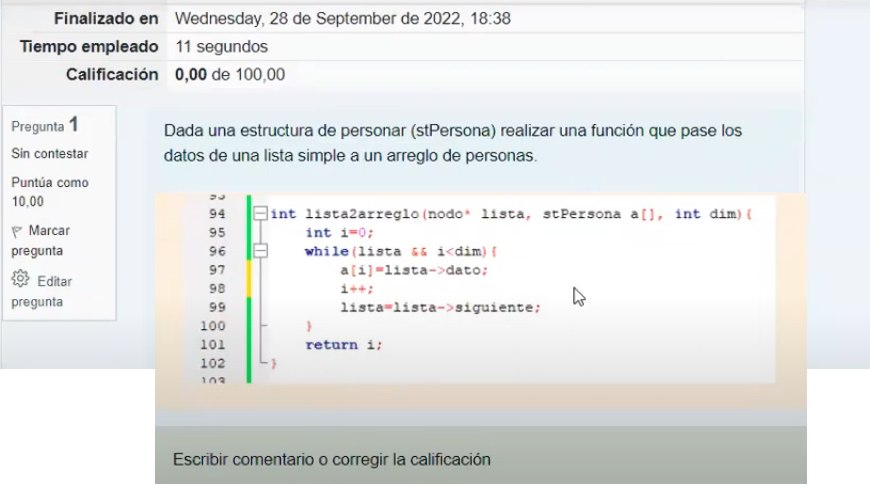 Finalizado en Wednesday, 28 de September de 2022, 18:38
Tiempo empleado 11 segundos
Calificación 0,00 de 100,00
Pregunta 1
Sin contestar
Puntúa como
10,00
Marcar
pregunta
Editar
pregunta
Dada una estructura de personar (stPersona) realizar una función que pase los
datos de una lista simple a un arreglo de personas.
94 int lista2arreglo(nodo* lista, stPersona a[], int dim){
95 int i=0;
96 while(lista && i<dim){
97 a[i]=lista->dato;
98 i++;
99 lista=lista->siguiente;
100 }
101 return i;
102 }
Escribir comentario o corregir la calificación